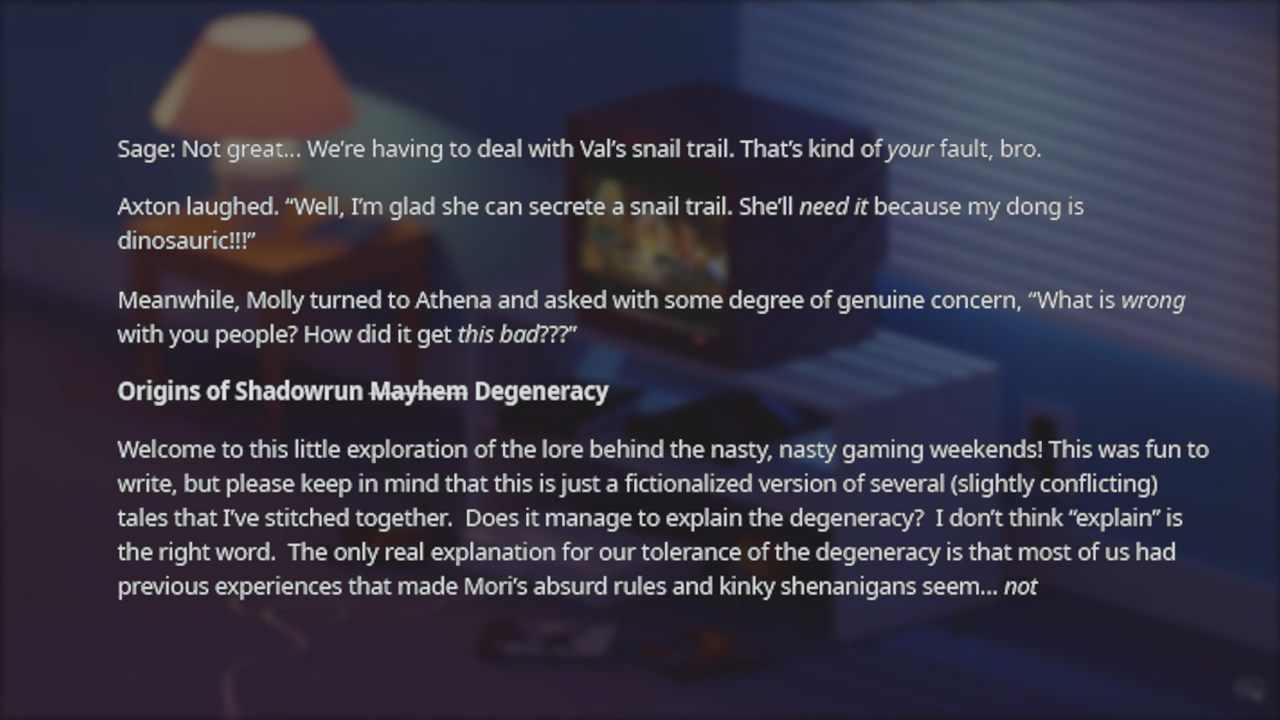 Sage: Not great... We're having to deal with Val's snail trail. That's kind of your fault, bro.
Axton laughed. “Well, I'm glad she can secrete a snail trail. She'll need it because my dong is
dinosauric!!!”
Meanwhile, Molly turned to Athena and asked with some degree of genuine concern, “What is wrong
with you people? How did it get this bad???”
Origins of Shadowrun Mayhem Degeneracy
Welcome to this little exploration of the lore behind the nasty, nasty gaming weekends! This was fun to
write, but please keep in mind that this is just a fictionalized version of several (slightly conflicting)
tales that I've stitched together.  Does it manage to explain the degeneracy?  I don't think “explain” is
the right word.  The only real explanation for our tolerance of the degeneracy is that most of us had
previous experiences that made Mori's absurd rules and kinky shenanigans seem... not